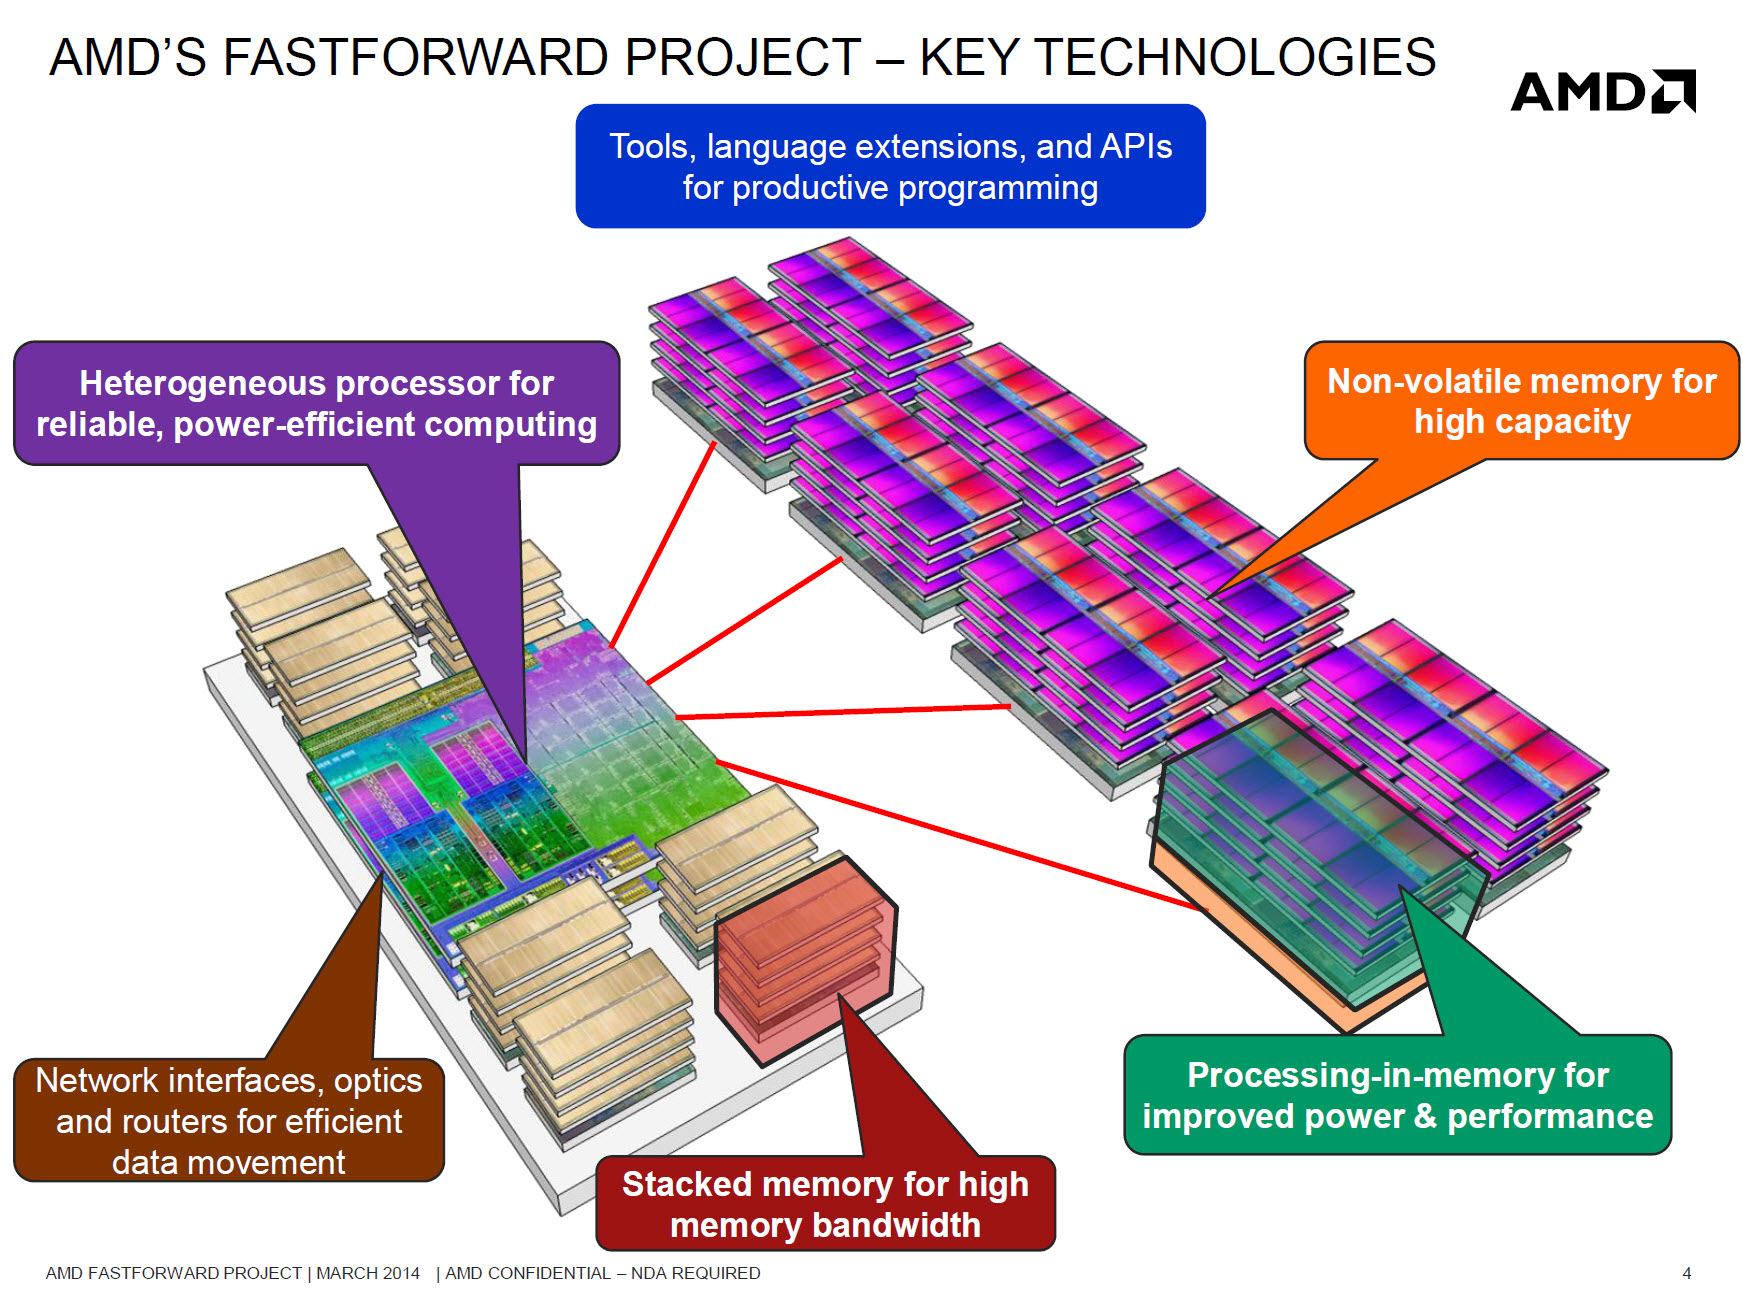 AMD'S FASTFORWARD PROJECT – KEY TECHNOLOGIES
AMD
Tools, language extensions, and APIs
for productive programming
Heterogeneous processor for
reliable, power-efficient computing
Non-volatile memory for
high capacity
Network interfaces, optics
and routers for efficient
data movement
Processing-in-memory for
improved power & performance
Stacked memory for high
memory bandwidth
AMD FASTFORWARD PROJECT | MARCH 2014 | AMD CONFIDENTIAL – NDA REQUIRED
4